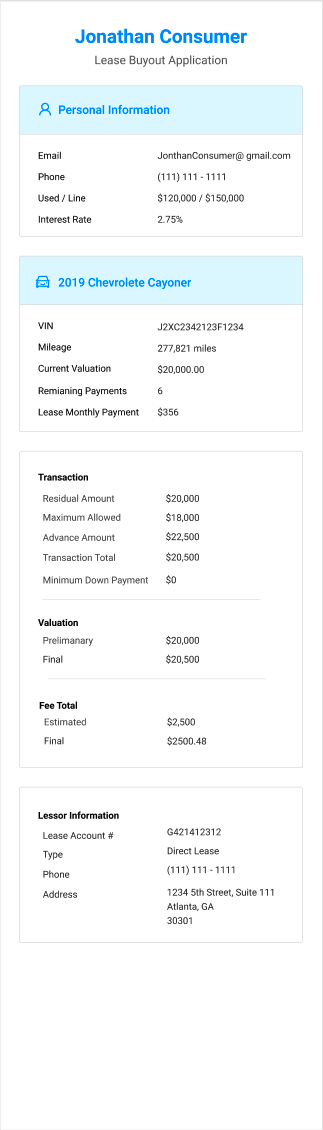 Jonathan Consumer
Lease Buyout Application
Personal Information
Email JonthanConsumer@ gmail.com
Phone (111) 111 - 1111
Used / Line $120,000 / $150,000
Interest Rate 2.75%
2019 Chevrolete Cayoner
VIN J2XC2342123F1234
Mileage 277,821 miles
Current Valuation $20,000.00
Remianing Payments 6
Lease Monthly Payment $356
Transaction
Residual Amount $20,000
Maximum Allowed $18,000
Advance Amount $22,500
Transaction Total $20,500
Minimum Down Payment $0
Valuation
Prelimanary $20,000
Final $20,500
Fee Total
Estimated $2,500
Final $2500.48
Lessor Information
Lease Account # G421412312
Type Direct Lease
Phone (111) 111 - 1111
Address 1234 5th Street, Suite 111
Atlanta, GA
30301